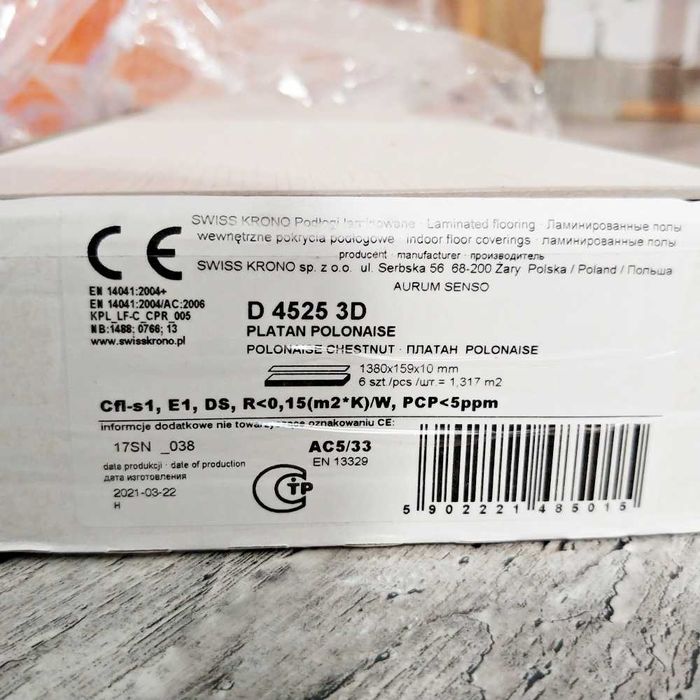 SWISS KRONO Podłogi laminowane · Laminated flooring · Ламинированные полы
wewnętrzne pokrycia podłogowe · indoor floor coverings · ламинированные полы
producent · manufacturer · производитель
SWISS KRONO sp. z o.o. ul. Serbska 56 68-200 Żary Polska / Poland / Польша
AURUM SENSO
CE
EN 14041:2004+
EN 14041:2004/AC:2006
KPL_LF-C_CPR_005
NB:1488; 0766; 13
www.swisskrono.pl
D 4525 3D
PLATAN POLONAISE
POLONAISE CHESTNUT · ПЛАТАН POLONAISE
1380x159x10 mm
6 szt./pcs /шт.= 1,317 m2
Cfl-s1, E1, DS, R<0,15(m2*K)/W, PCP<5ppm
informcje dodatkowe nie towarzyszące oznakowaniu CE:
17SN _038
AC5/33
EN 13329
data produkcji · date of production
дата изготовления
2021-03-22
H
СТР
5 902221 485015